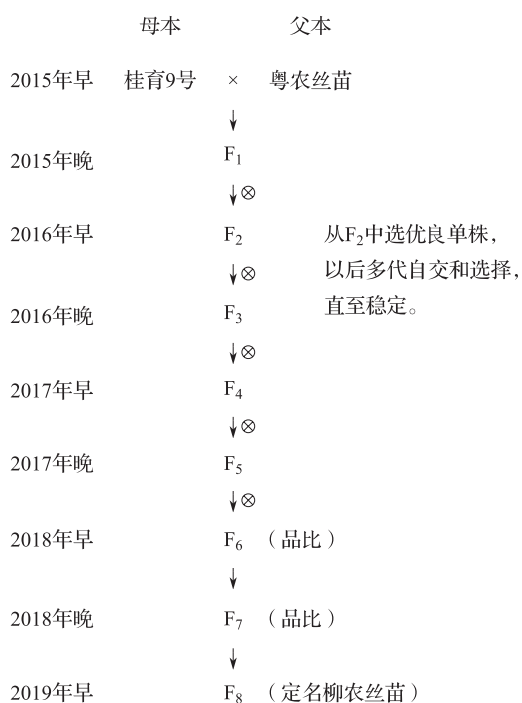 母本 父本
2015年早 桂育9号 × 粤农丝苗
↓
2015年晚 F₁
↓⊗
2016年早 F₂ 从F₂中选优良单株，
↓⊗ 以后多代自交和选择，
2016年晚 F₃ 直至稳定。
↓⊗
2017年早 F₄
↓⊗
2017年晚 F₅
↓⊗
2018年早 F₆ （品比）
↓
2018年晚 F₇ （品比）
↓
2019年早 F₈ （定名柳农丝苗）